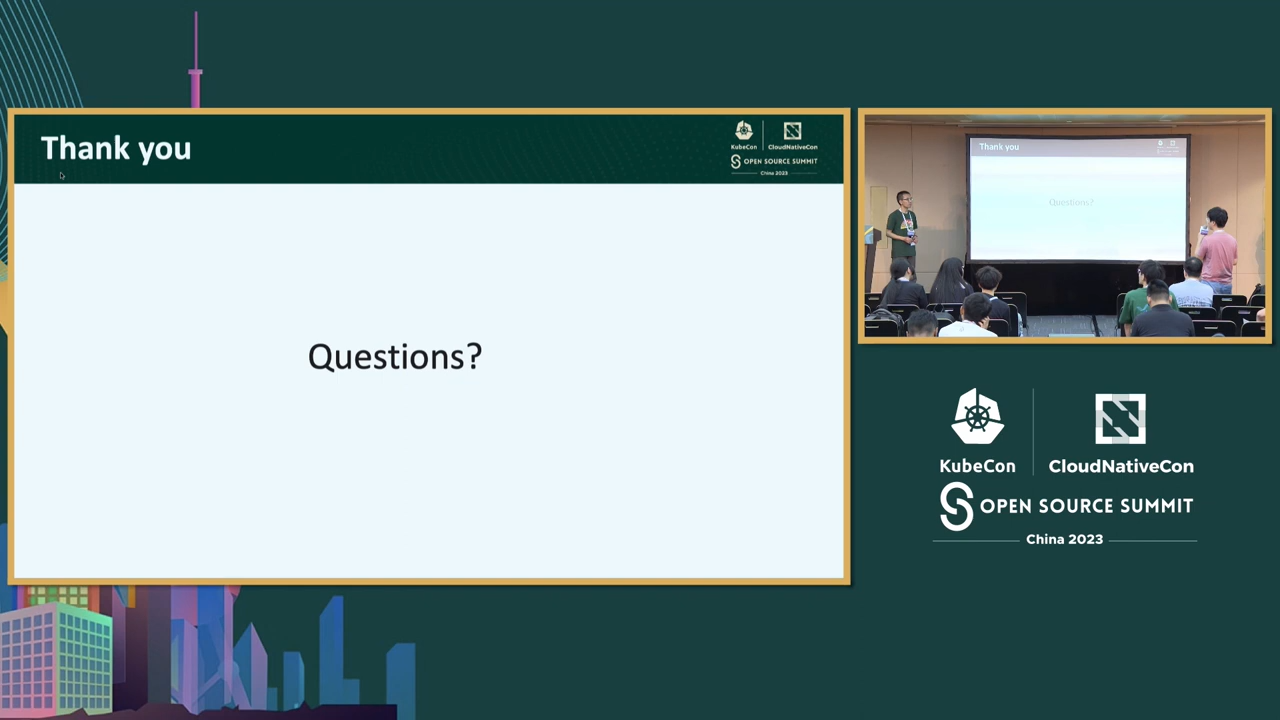 Thank you
KubeCon
CloudNativeCon
OPEN SOURCE SUMMIT
China 2023
Questions?
Thank you
Questions?
KubeCon
CloudNativeCon
OPEN SOURCE SUMMIT
China 2023